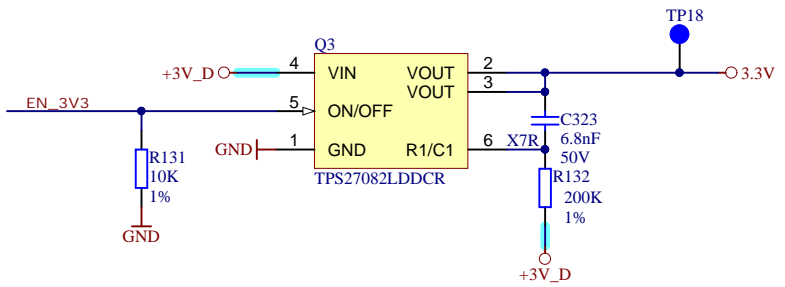 TP18
Q3
+3V_D
4
VIN
VOUT
2
3.3V
VOUT
3
EN_3V3
5
ON/OFF
C323
6.8nF
50V
GND
1
GND
R1/C1
6
X7R
R131
10K
1%
TPS27082LDDCR
R132
200K
1%
GND
+3V_D